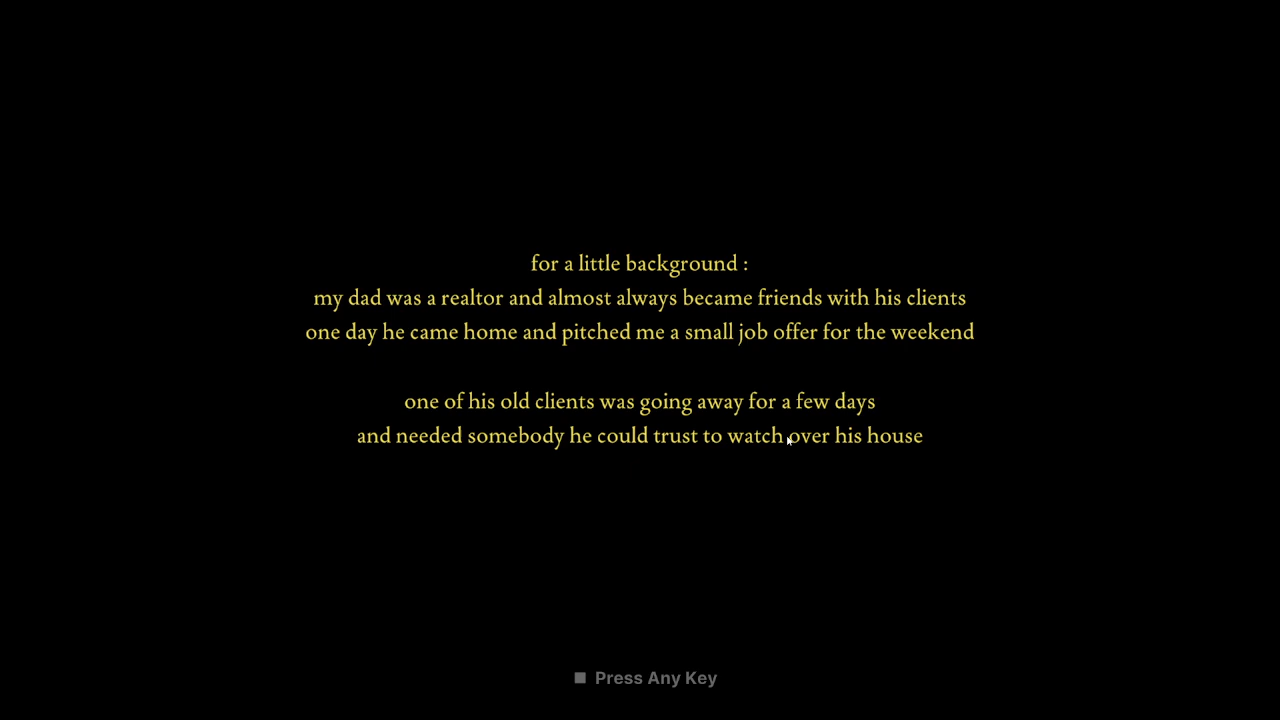 for a little background :
my dad was a realtor and almost always became friends with his clients
one day he came home and pitched me a small job offer for the weekend
one of his old clients was going away for a few days
and needed somebody he could trust to watch over his house
Press Any Key